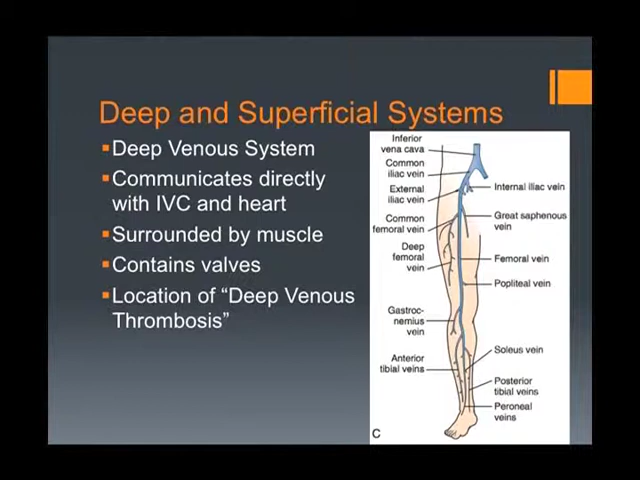 Deep and Superficial Systems
Deep Venous System
Communicates directly
with IVC and heart
Surrounded by muscle
Contains valves
Location of “Deep Venous
Thrombosis”
Inferior
vena cava
Common
iliac vein
External
iliac vein
Common
femoral vein
Deep
femoral
vein
Gastroc-
nemius
vein
Anterior
tibial veins
Internal iliac vein
Great saphenous
vein
Femoral vein
Popliteal vein
Soleus vein
Posterior
tibial veins
Peroneal
veins
C